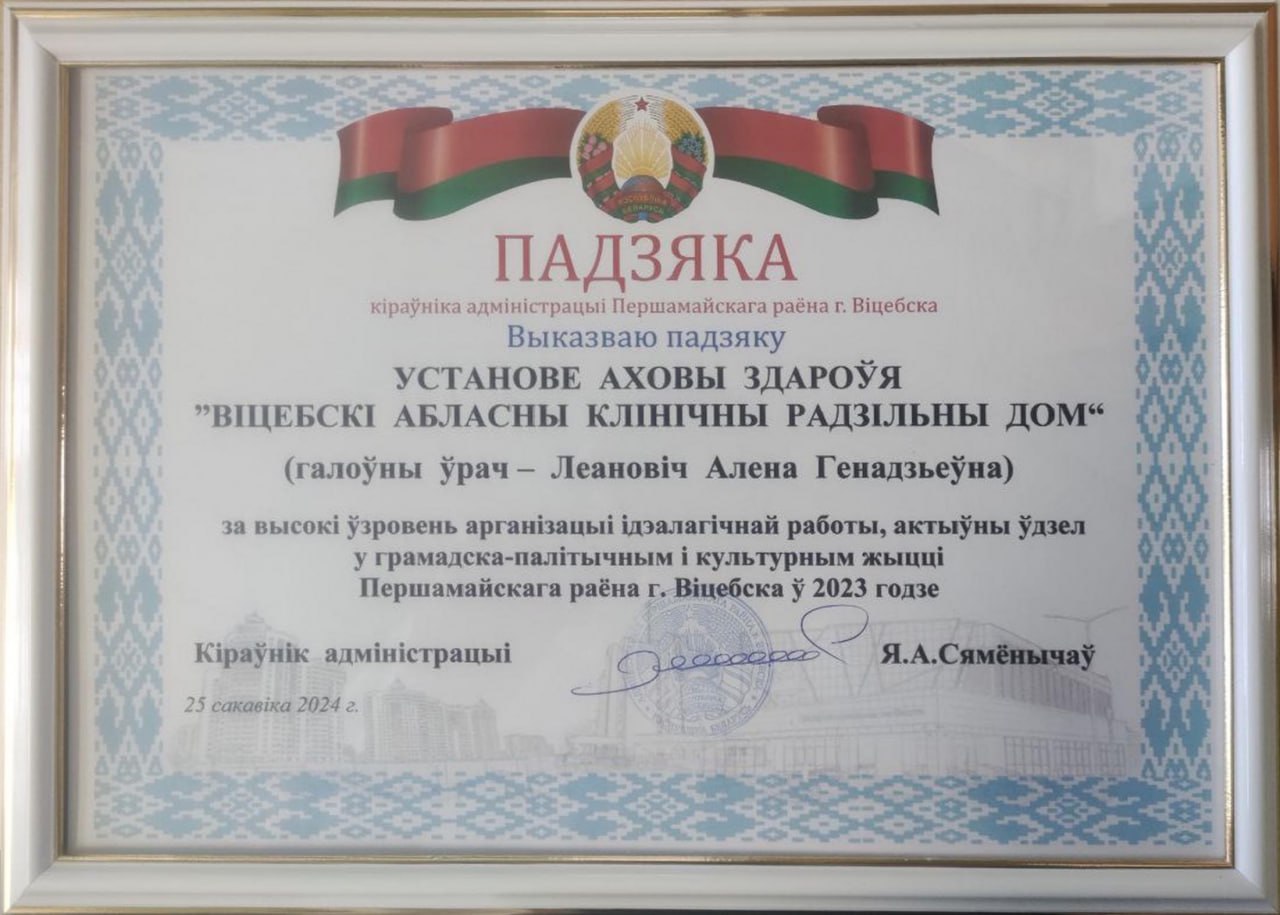 РЭСПУБЛІКА
БЕЛАРУСЬ
ПАДЗЯКА
кіраўніка адміністрацыі Першамайскага раёна г. Віцебска
Выказваю падзяку
УСТАНОВЕ АХОВЫ ЗДАРОЎЯ
”ВІЦЕБСКІ АБЛАСНЫ КЛІНІЧНЫ РАДЗІЛЬНЫ ДОМ“
(галоўны ўрач – Леановіч Алена Генадзьеўна)
за высокі ўзровень арганізацыі ідэалагічнай работы, актыўны ўдзел
у грамадска-палітычным і культурным жыцці
Першамайскага раёна г. Віцебска ў 2023 годзе
Кіраўнік адміністрацыі
Я.А.Сямёнычаў
25 сакавіка 2024 г.